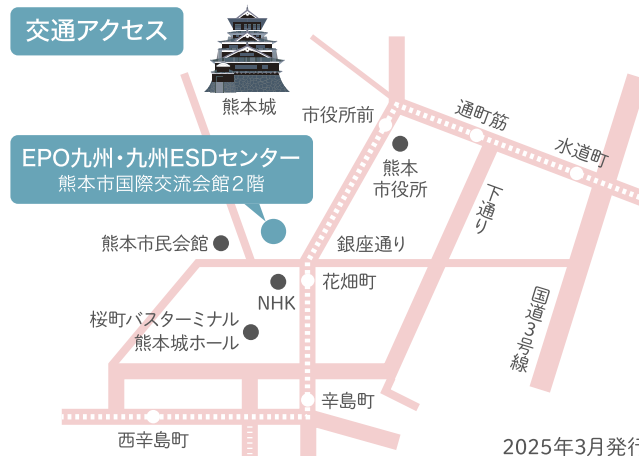 交通アクセス
熊本城
市役所前
通町筋
水道町
熊本
市役所
EPO九州・九州ESDセンター
熊本市国際交流会館2階
下通り
熊本市民会館
銀座通り
NHK
花畑町
国道3号線
桜町バスターミナル
熊本城ホール
辛島町
西辛島町
2025年3月発行